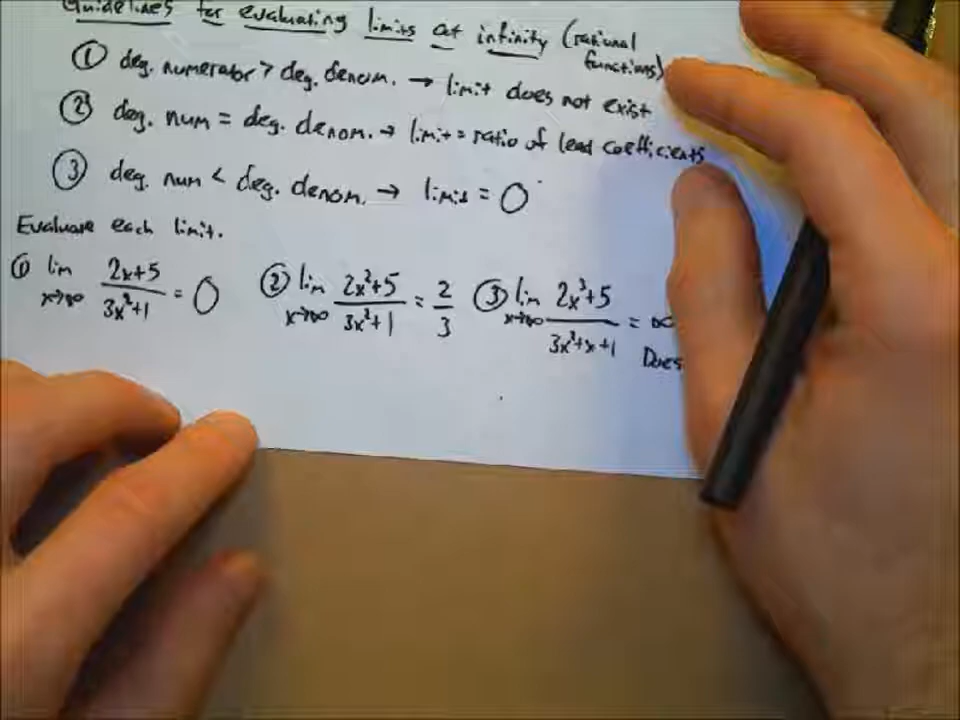 Guidelines for evaluating limits at infinity (rational functions)
① deg. numerator > deg. denom. → limit does not exist
② deg. num = deg. denom. → limit = ratio of lead coefficients
③ deg. num < deg. denom. → limit = 0
Evaluate each limit.
① lim x→∞ (2x+5)/(3x²+1) = 0 ② lim x→∞ (2x²+5)/(3x²+1) = 2/3 ③ lim x→∞ (2x³+5)/(3x²+x+1) = ∞
Does